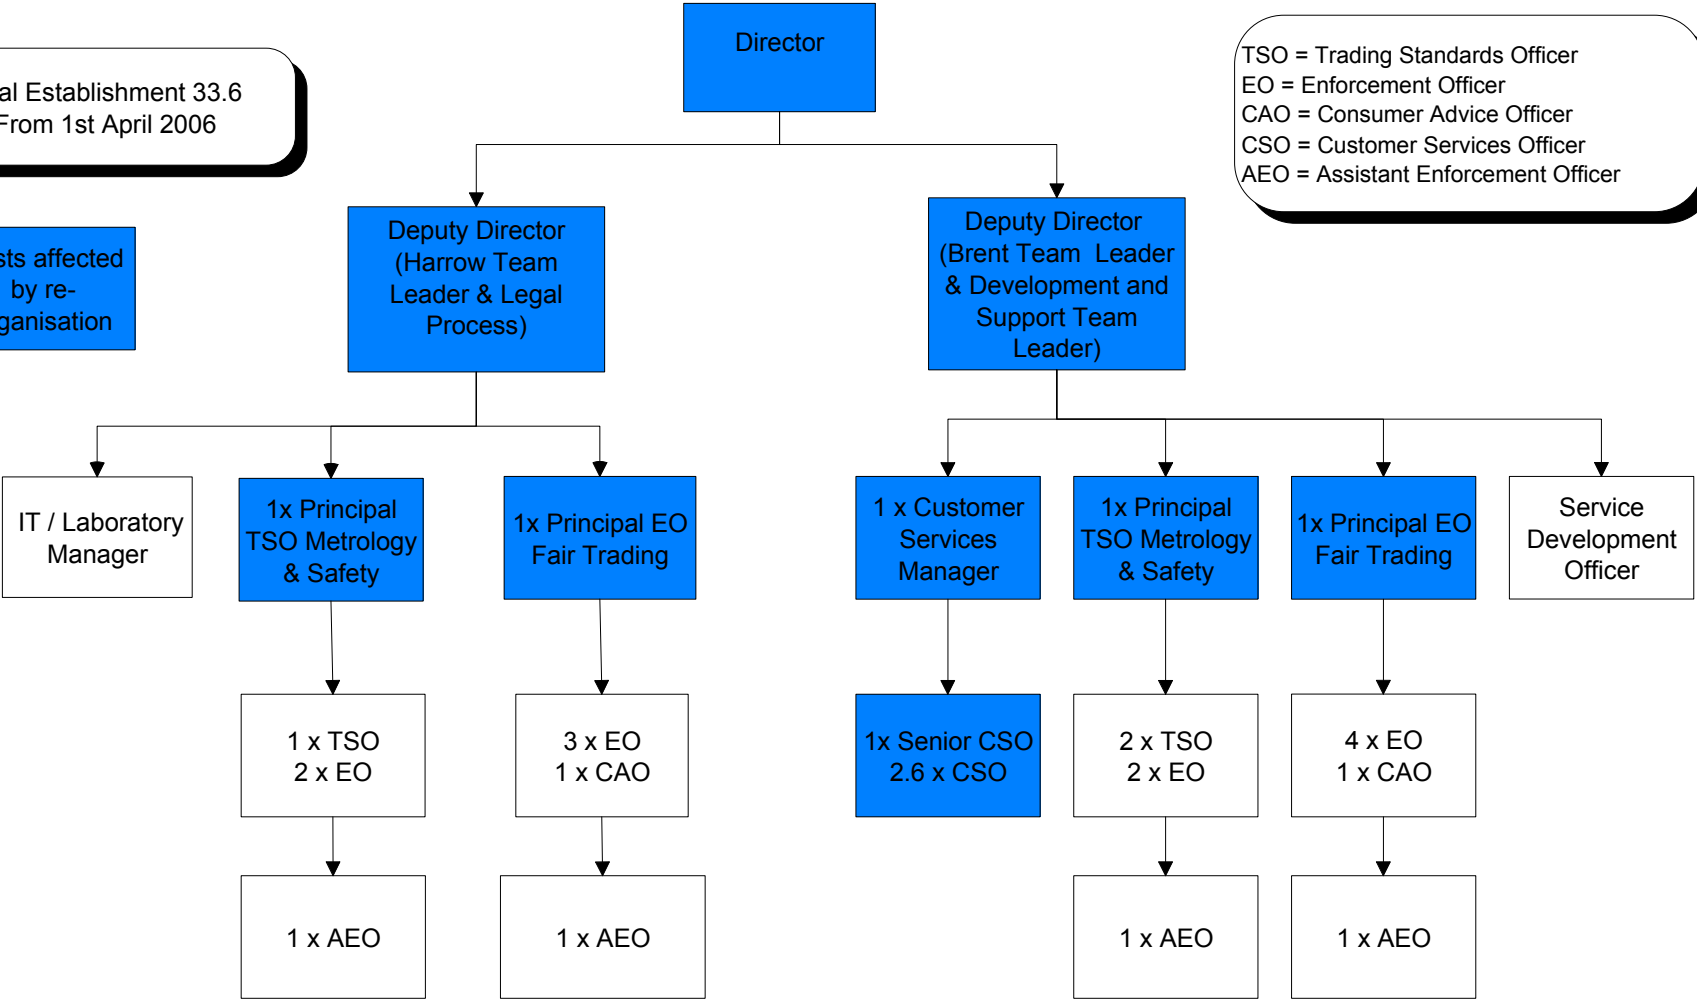 Director
al Establishment 33.6
From 1st April 2006
TSO = Trading Standards Officer
EO = Enforcement Officer
CAO = Consumer Advice Officer
CSO = Customer Services Officer
AEO = Assistant Enforcement Officer
sts affected
by re-
ganisation
Deputy Director
(Harrow Team
Leader & Legal
Process)
Deputy Director
(Brent Team Leader
& Development and
Support Team
Leader)
IT / Laboratory
Manager
1x Principal
TSO Metrology
& Safety
1x Principal EO
Fair Trading
1 x Customer
Services
Manager
1x Principal
TSO Metrology
& Safety
1x Principal EO
Fair Trading
Service
Development
Officer
1 x TSO
2 x EO
3 x EO
1 x CAO
1x Senior CSO
2.6 x CSO
2 x TSO
2 x EO
4 x EO
1 x CAO
1 x AEO
1 x AEO
1 x AEO
1 x AEO